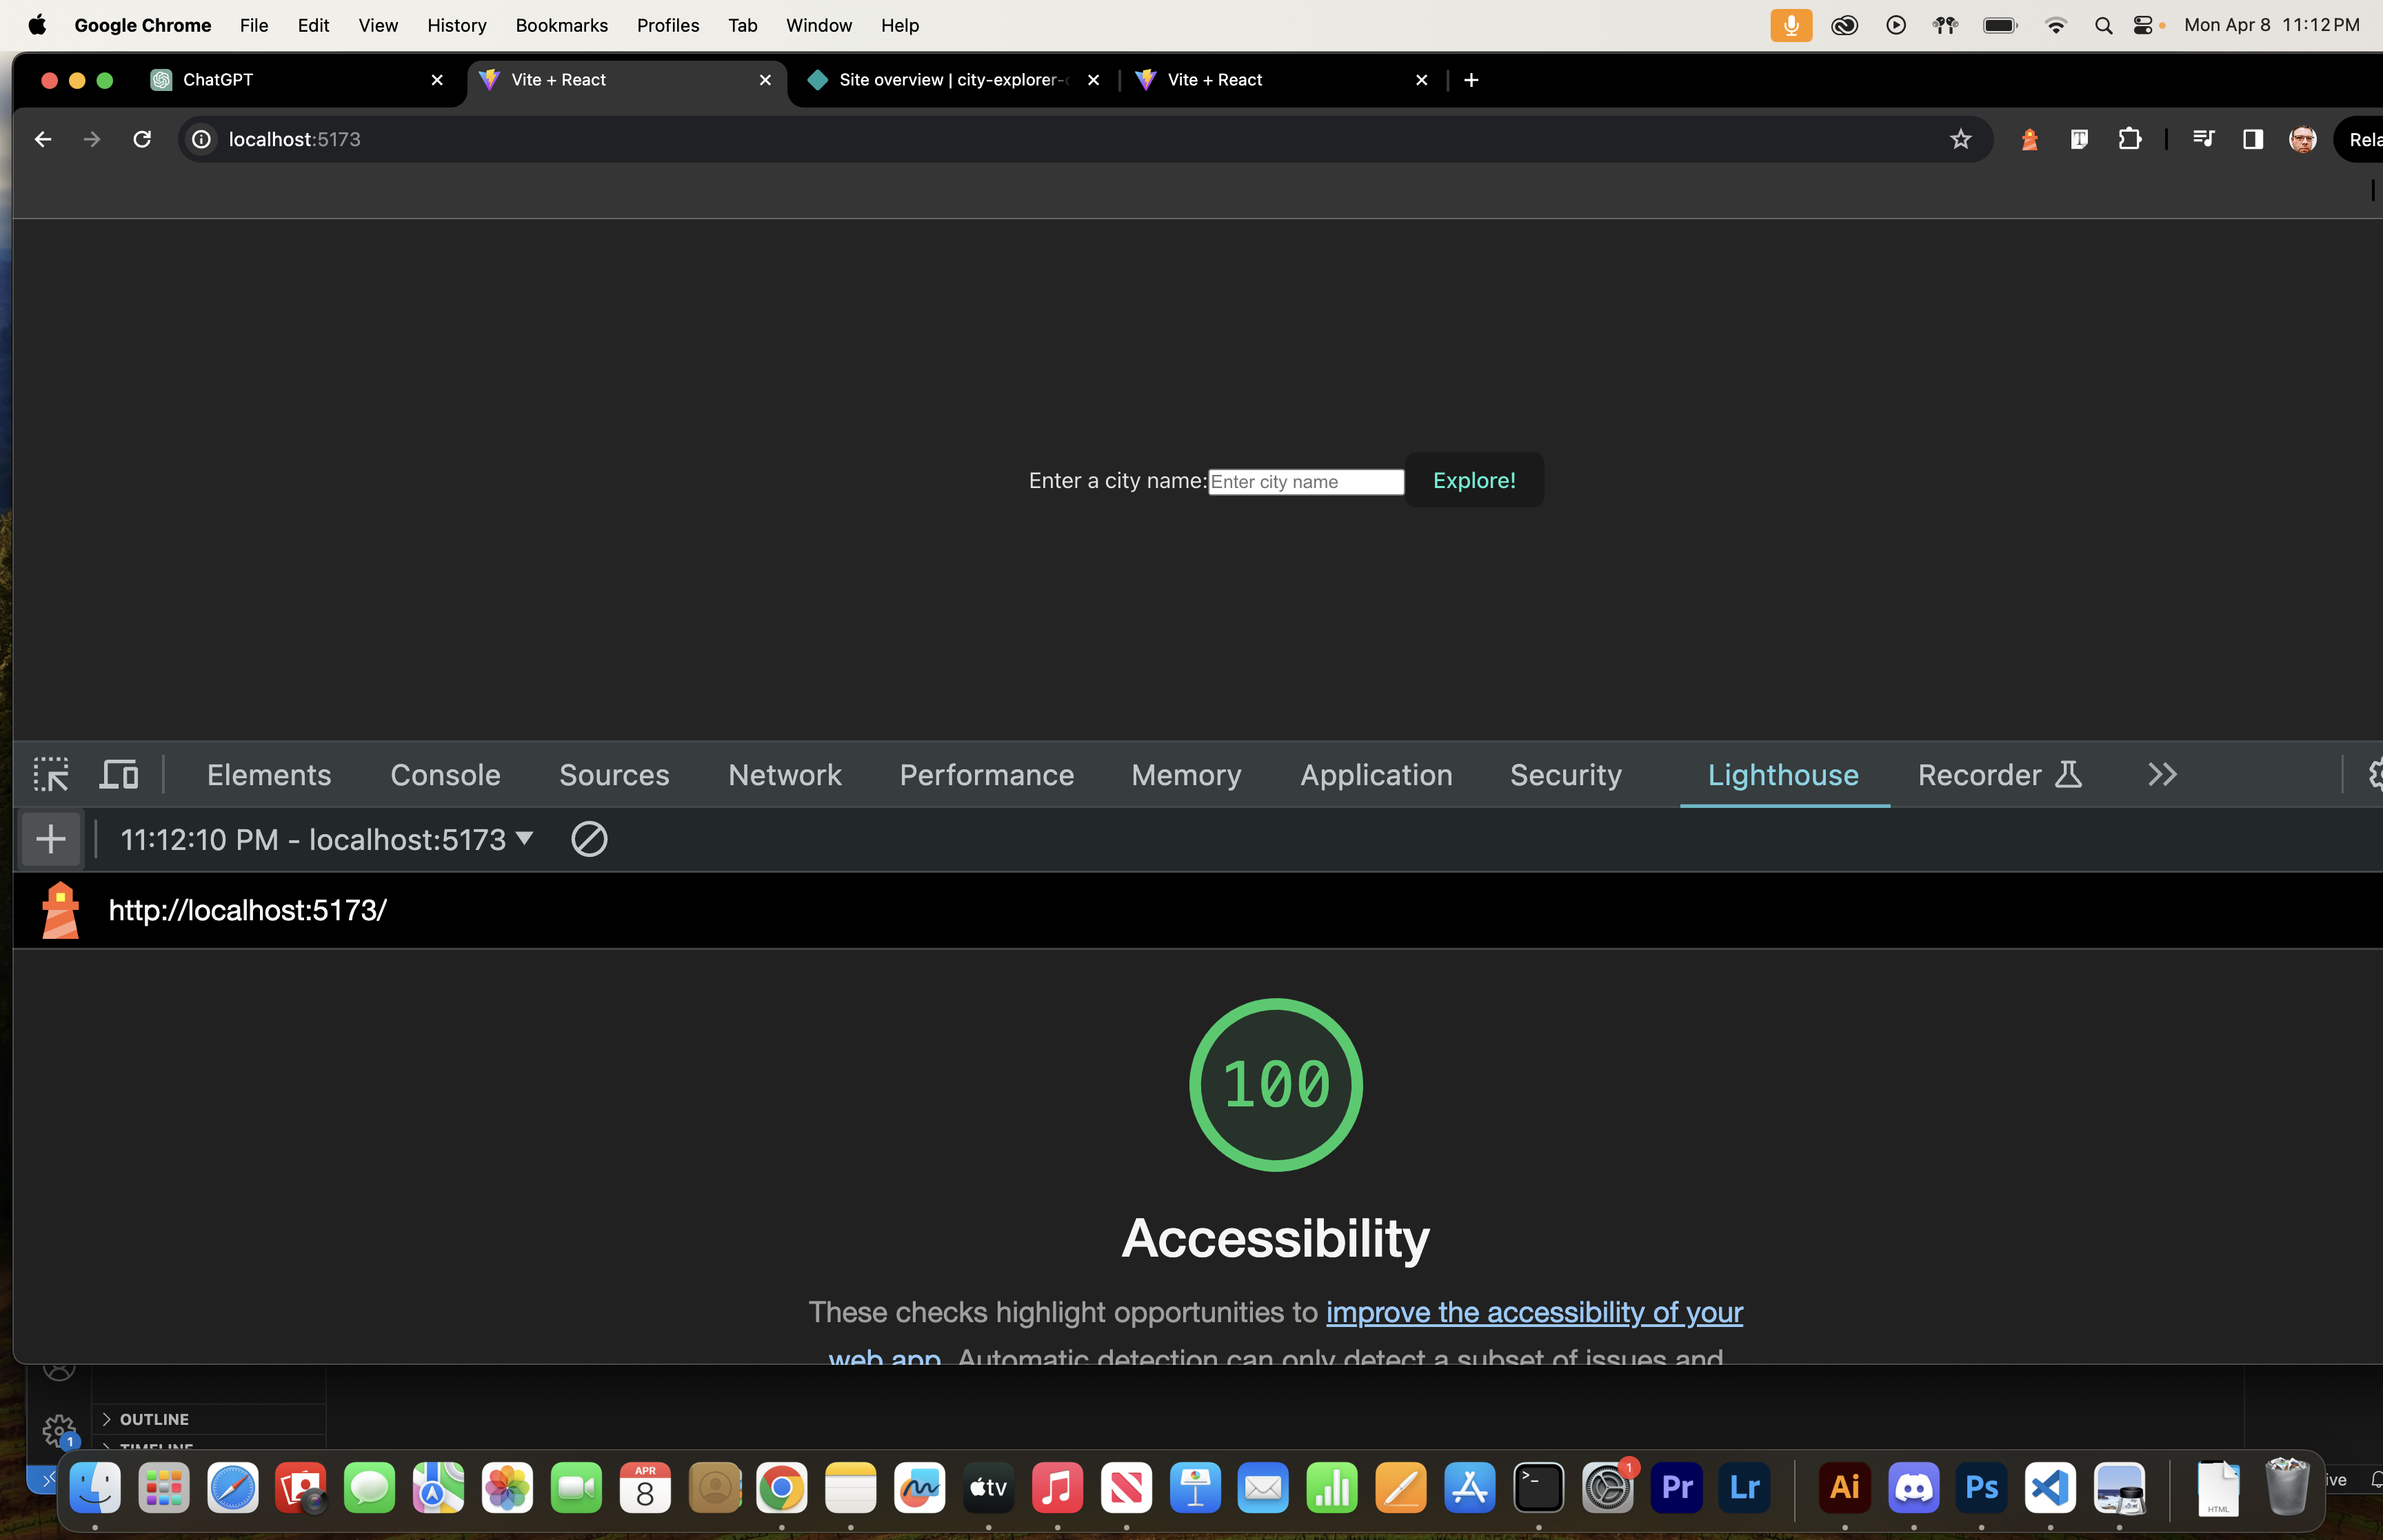 Google Chrome File Edit View History Bookmarks Profiles Tab Window Help Mon Apr 8 11:12 PM
ChatGPT Vite + React Site overview | city-explorer- Vite + React
localhost:5173
Rela
Enter a city name: Enter city name Explore!
Elements Console Sources Network Performance Memory Application Security Lighthouse Recorder
11:12:10 PM - localhost:5173
http://localhost:5173/
100
Accessibility
These checks highlight opportunities to improve the accessibility of your
web app. Automatic detection can only detect a subset of issues and
OUTLINE
1
TIMELINE
APR
8
tv
1
Pr
Lr
Ai
Ps
HTML
ive